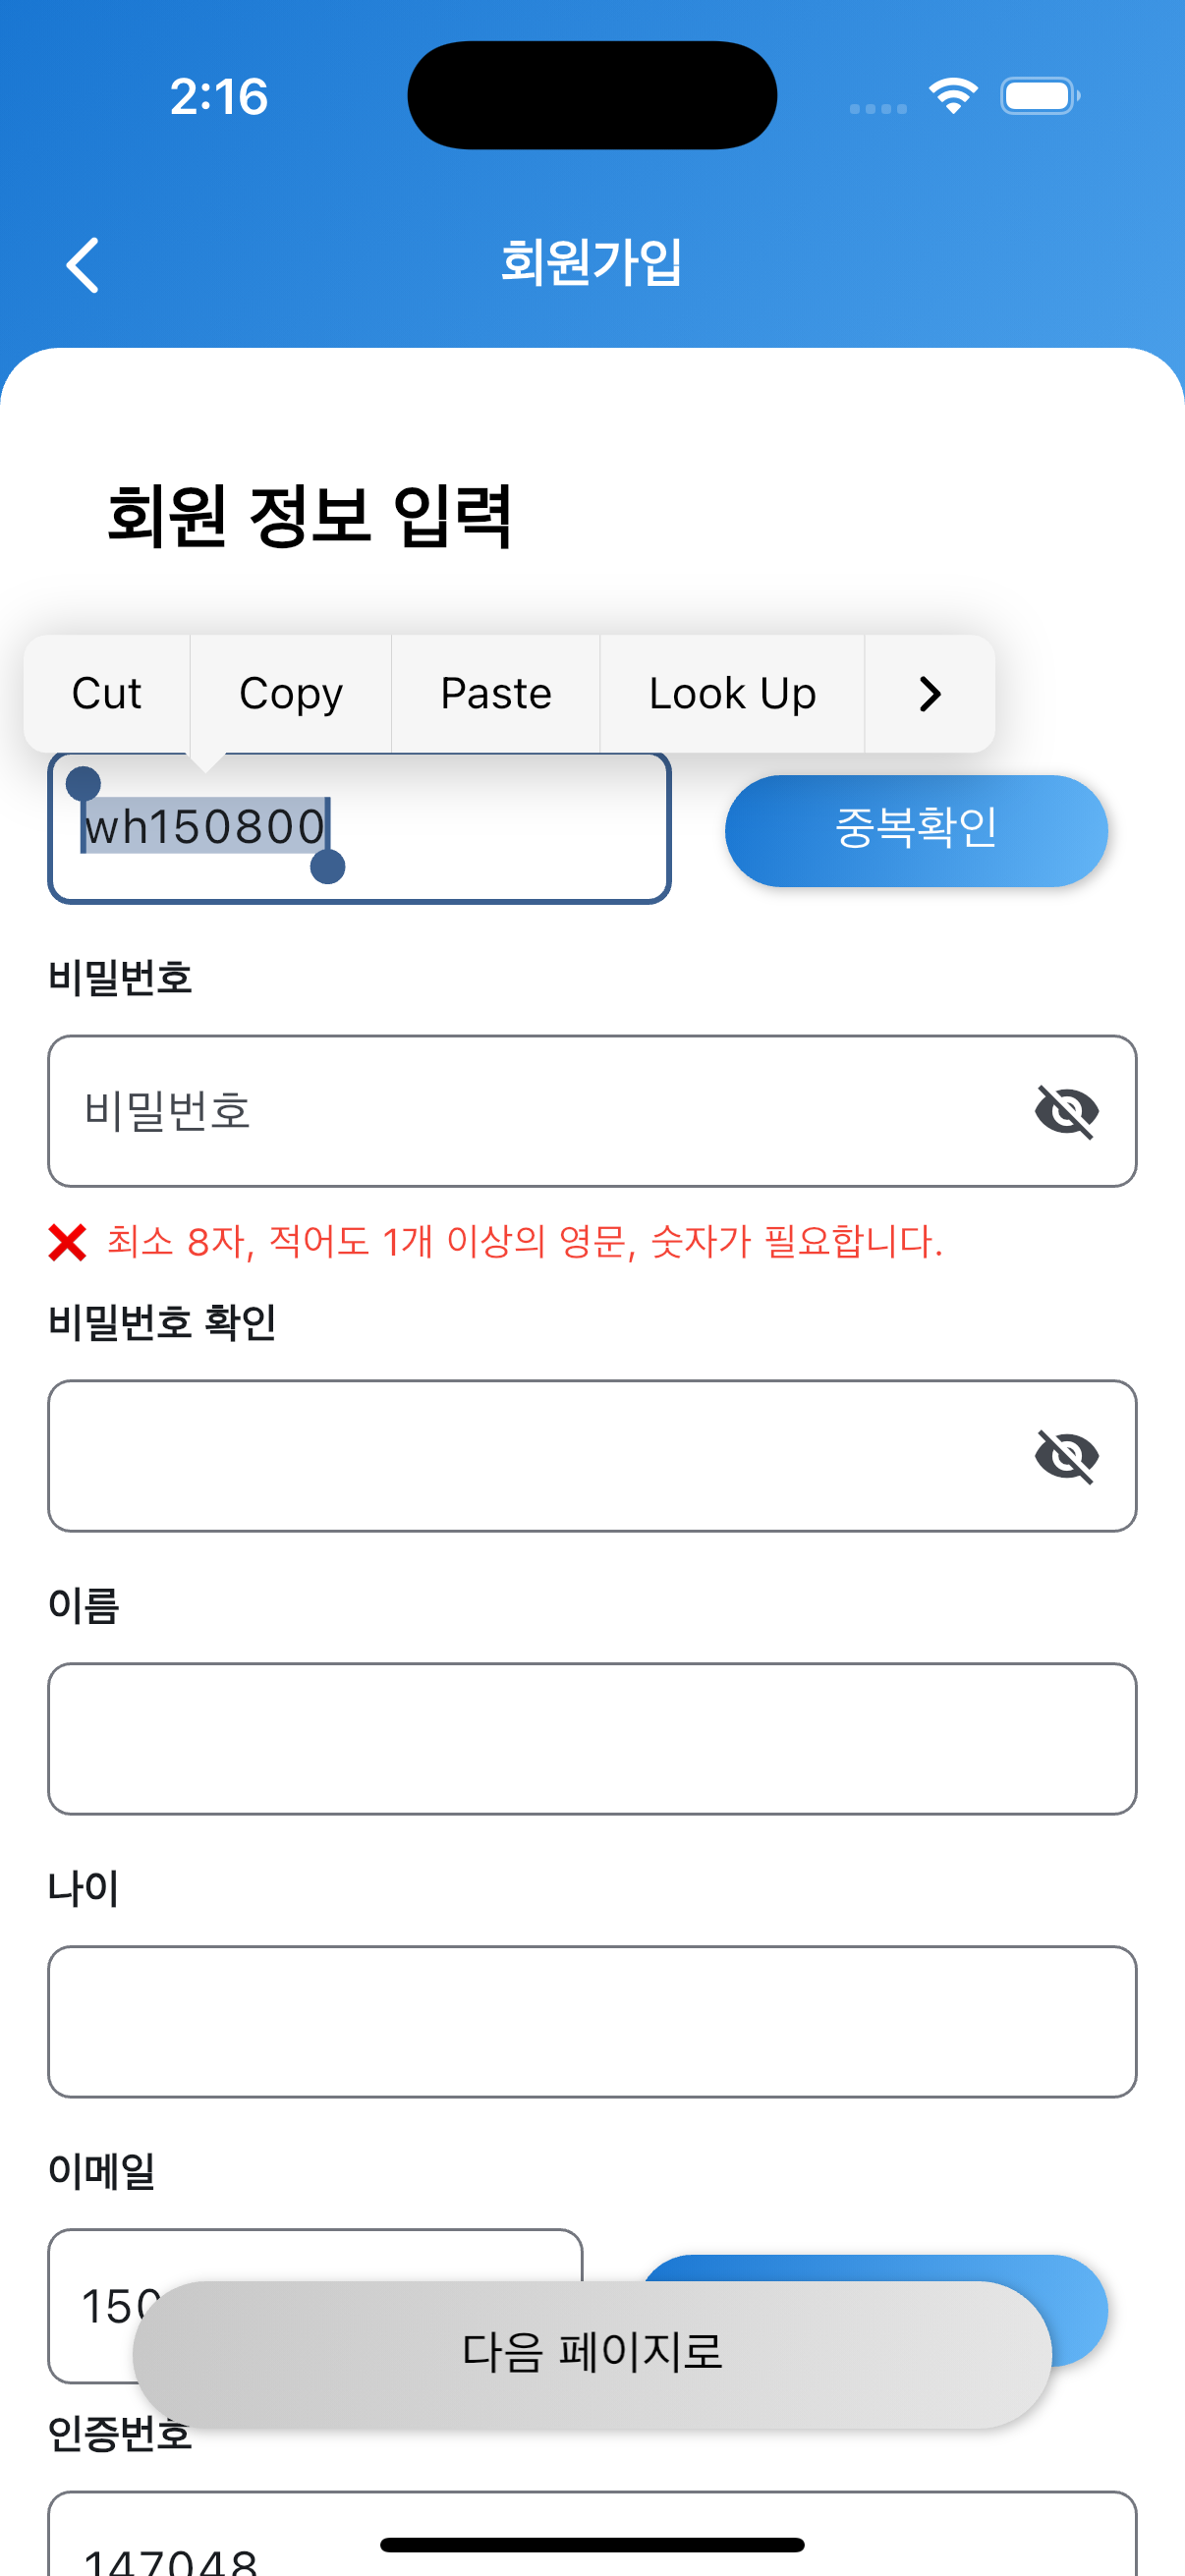 2:16
회원가입
회원 정보 입력
Cut Copy Paste Look Up
wh150800 중복확인
비밀번호
비밀번호
최소 8자, 적어도 1개 이상의 영문, 숫자가 필요합니다.
비밀번호 확인
이름
나이
이메일
150
다음 페이지로
인증번호
147048